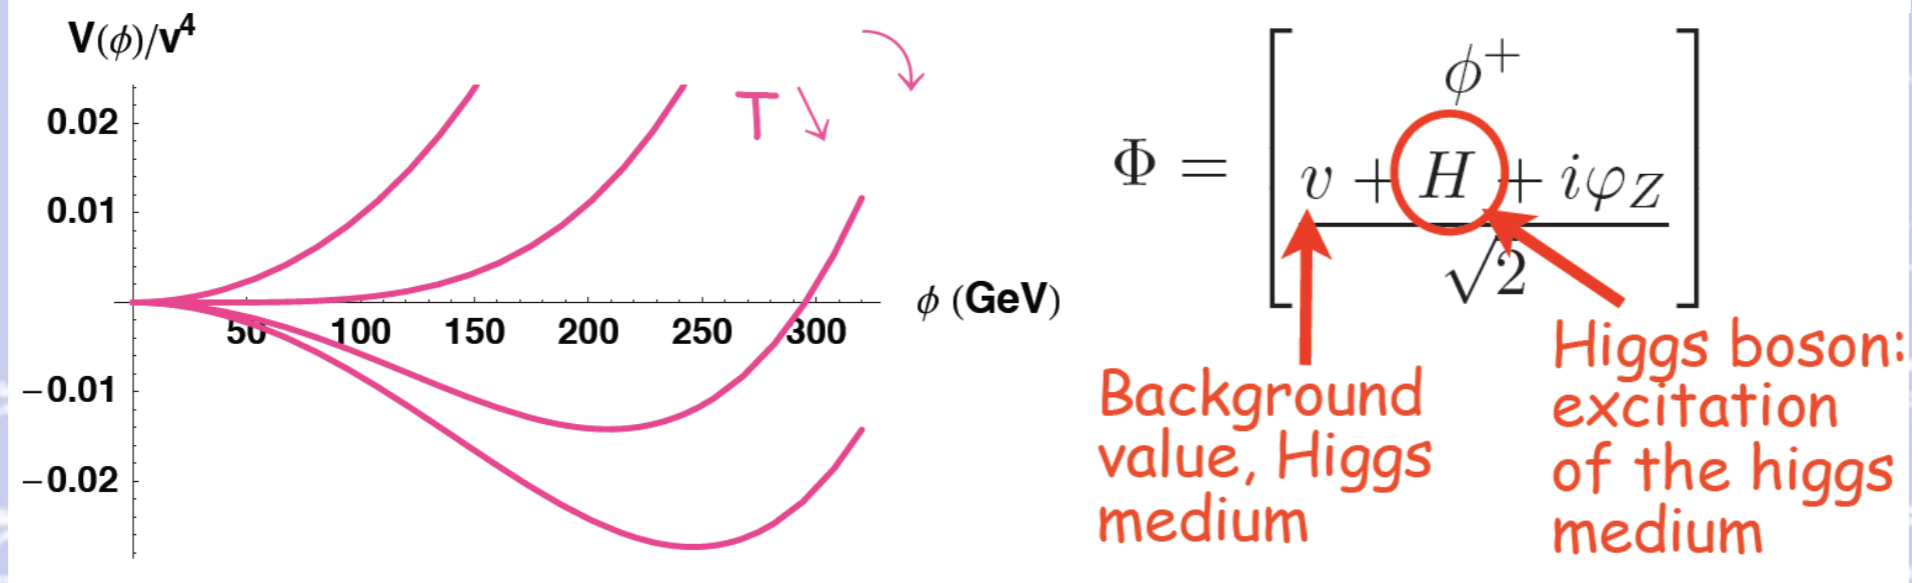 V(ϕ)/v⁴
0.02
0.01
−0.01
−0.02
50 100 150 200 250 300
ϕ (GeV)
T ↘
Φ = [ ϕ⁺
v + H + iφ_Z
√2 ]
Background
value, Higgs
medium
Higgs boson:
excitation
of the higgs
medium